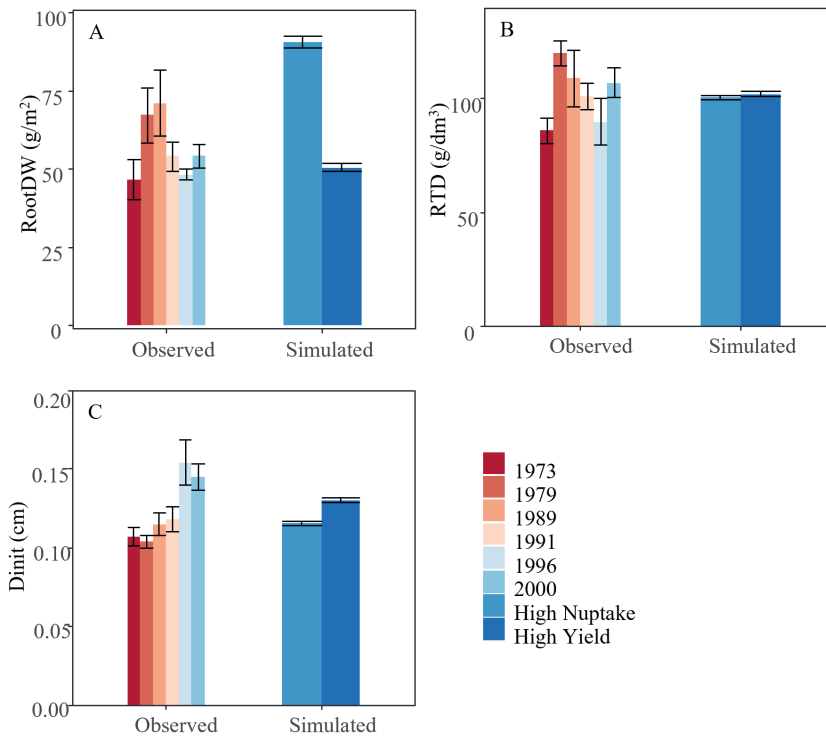 A
RootDW (g/m²)
100
75
50
25
0
Observed Simulated
B
RTD (g/dm³)
100
50
0
Observed Simulated
C
Dinit (cm)
0.20
0.15
0.10
0.05
0.00
Observed Simulated
1973
1979
1989
1991
1996
2000
High Nuptake
High Yield